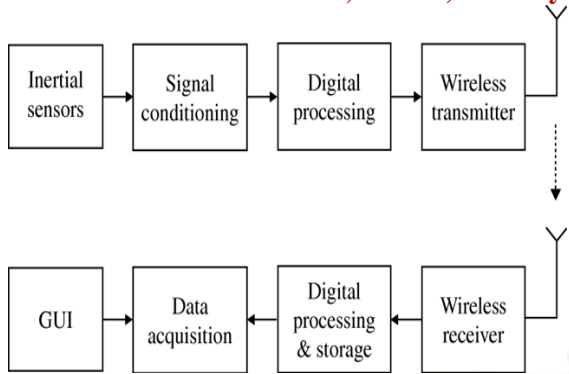 Inertial
sensors
Signal
conditioning
Digital
processing
Wireless
transmitter
GUI
Data
acquisition
Digital
processing
& storage
Wireless
receiver